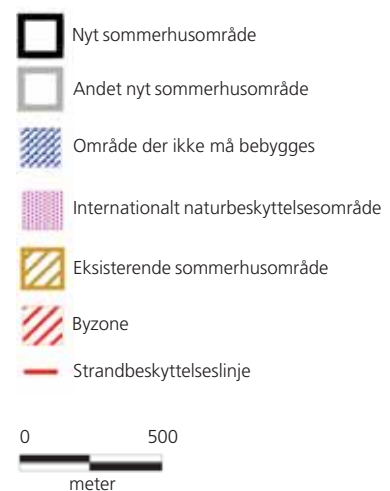 Nyt sommerhusområde
Andet nyt sommerhusområde
Område der ikke må bebygges
Internationalt naturbeskyttelsesområde
Eksisterende sommerhusområde
Byzone
Strandbeskyttelseslinje
0 500
meter